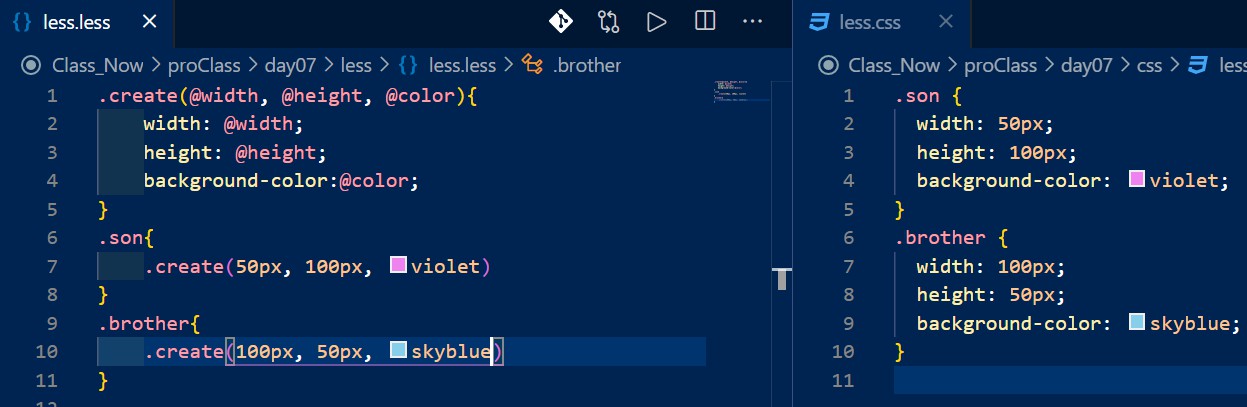 less.less
Class_Now > proClass > day07 > less > {} less.less > .brother
1 .create(@width, @height, @color){
2 width: @width;
3 height: @height;
4 background-color:@color;
5 }
6 .son{
7 .create(50px, 100px, violet)
8 }
9 .brother{
10 .create(100px, 50px, skyblue)
11 }
less.css
Class_Now > proClass > day07 > css > less
1 .son {
2 width: 50px;
3 height: 100px;
4 background-color: violet;
5 }
6 .brother {
7 width: 100px;
8 height: 50px;
9 background-color: skyblue;
10 }
11